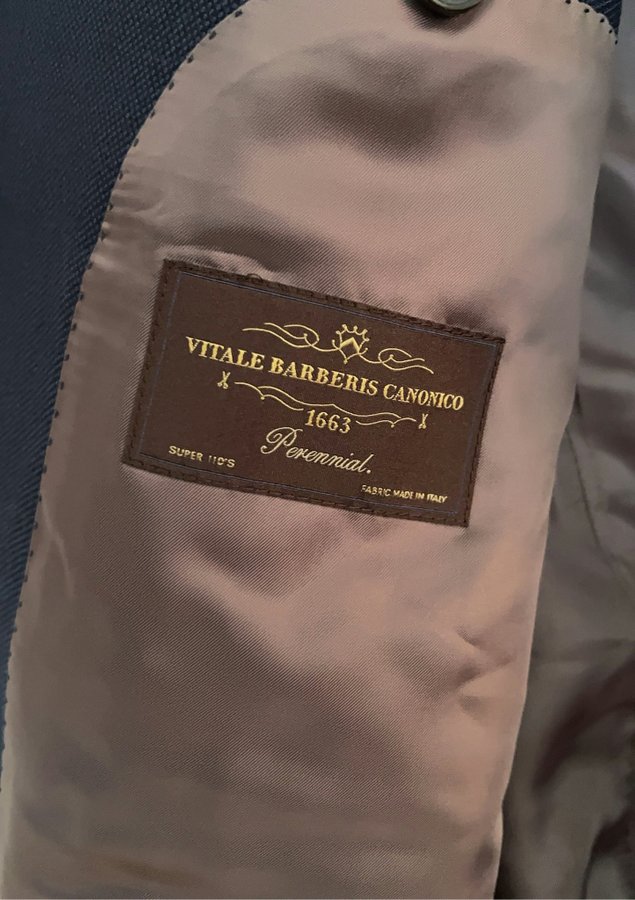 VITALE BARBERIS CANONICO
1663
Perennial.
SUPER 110'S
FABRIC MADE IN ITALY